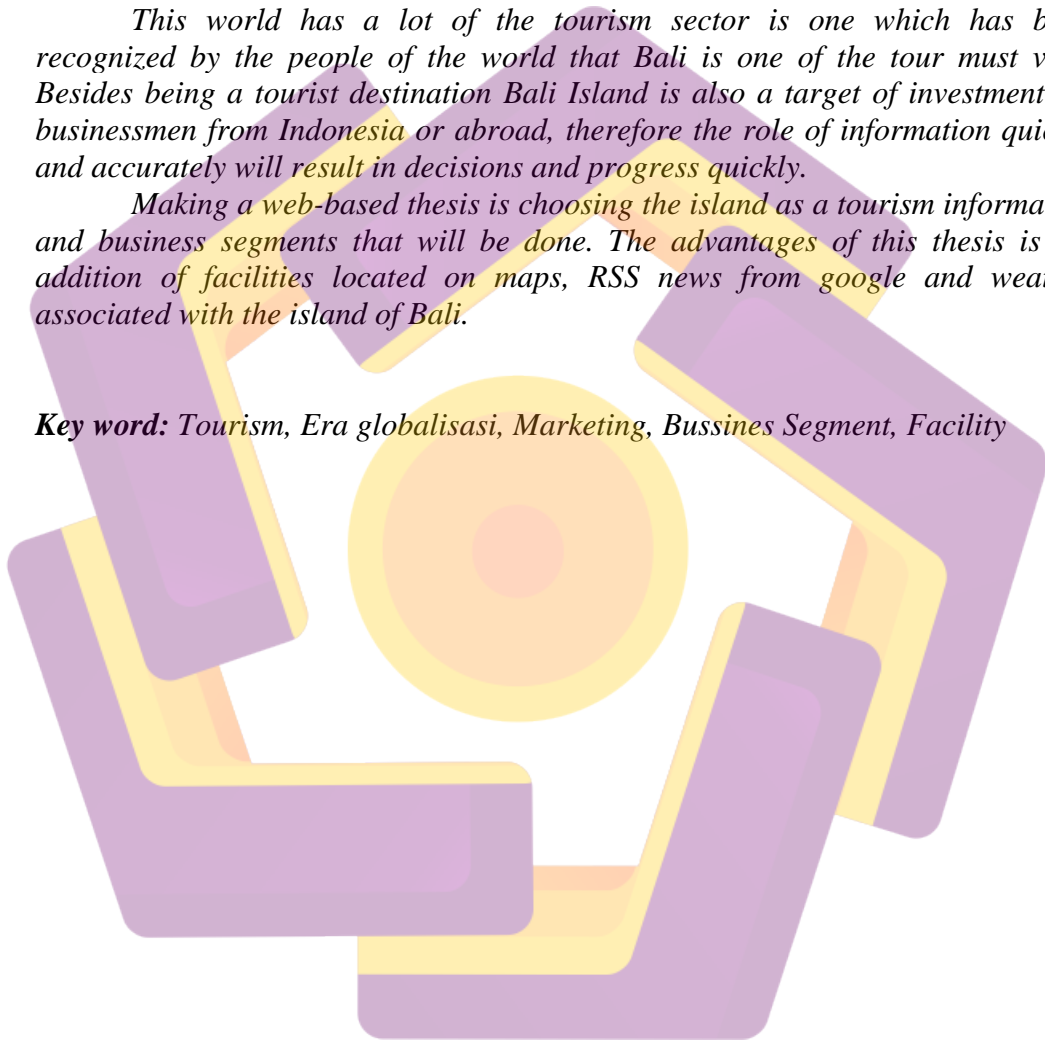 This world has a lot of the tourism sector is one which has b
recognized by the people of the world that Bali is one of the tour must v
Besides being a tourist destination Bali Island is also a target of investment
businessmen from Indonesia or abroad, therefore the role of information quic
and accurately will result in decisions and progress quickly.
Making a web-based thesis is choosing the island as a tourism informa
and business segments that will be done. The advantages of this thesis is
addition of facilities located on maps, RSS news from google and wea
associated with the island of Bali.
Key word: Tourism, Era globalisasi, Marketing, Bussines Segment, Facility